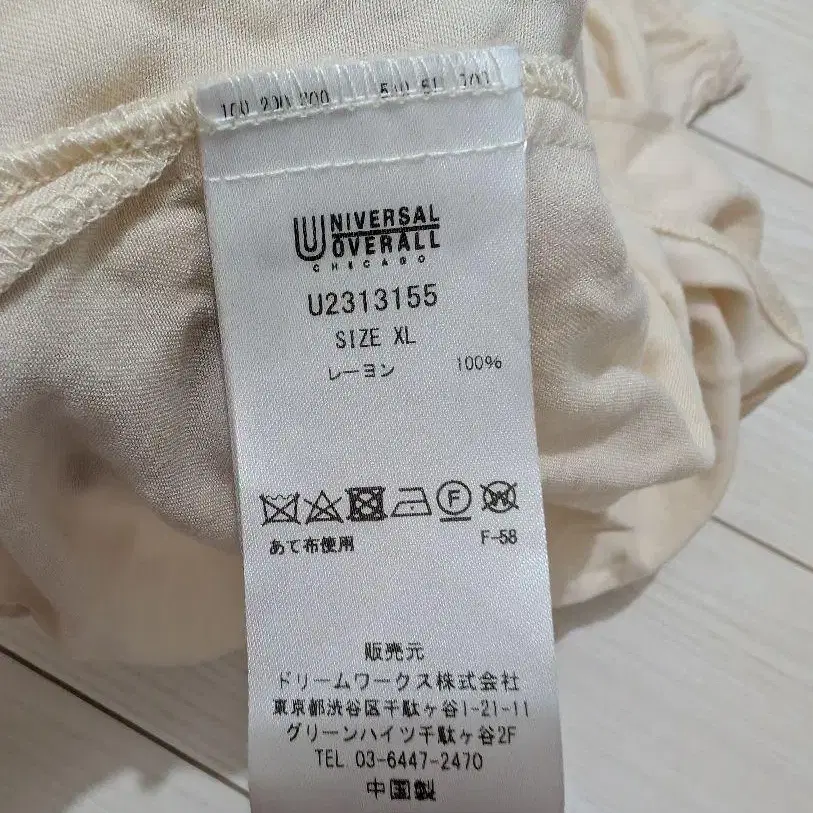 UNIVERSAL
OVERALL
CHICAGO
U2313155
SIZE XL
レーヨン 100%
F W
あて布使用 F-58
販売元
ドリームワークス株式会社
東京都渋谷区千駄ヶ谷1-21-11
グリーンハイツ千駄ヶ谷2F
TEL 03-6447-2470
中国製